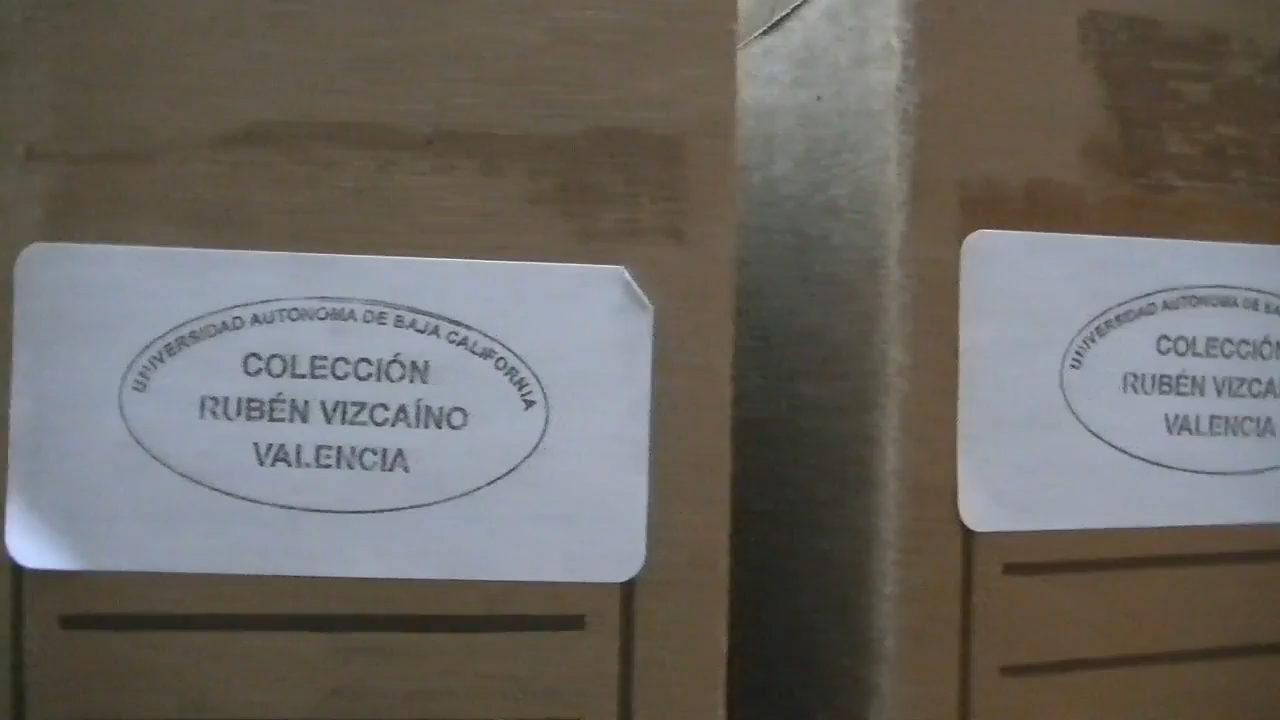 UNIVERSIDAD AUTONOMA DE BAJA CALIFORNIA
COLECCIÓN
RUBÉN VIZCAÍNO
VALENCIA
UNIVERSIDAD AUTONOMA DE BA
COLECCIÓN
RUBÉN VIZCA
VALENCIA